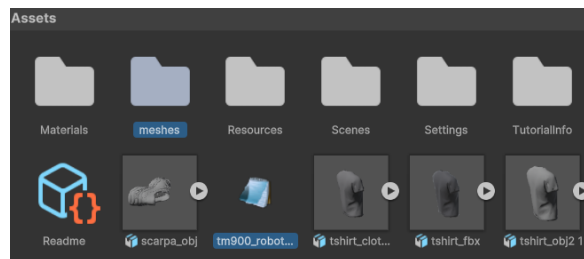 Assets
Materials
meshes
Resources
Scenes
Settings
TutorialInfo
Readme
scarpa_obj
tm900_robot...
tshirt_clot...
tshirt_fbx
tshirt_obj2 1